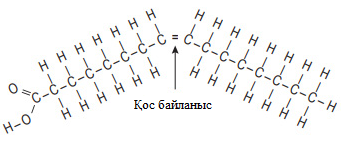 H H H H H H H H H H H H H H H
O C C C C C C C C = C C C C C C C C H
H-O H H H H H H H H H H H H H
Қос байланыс